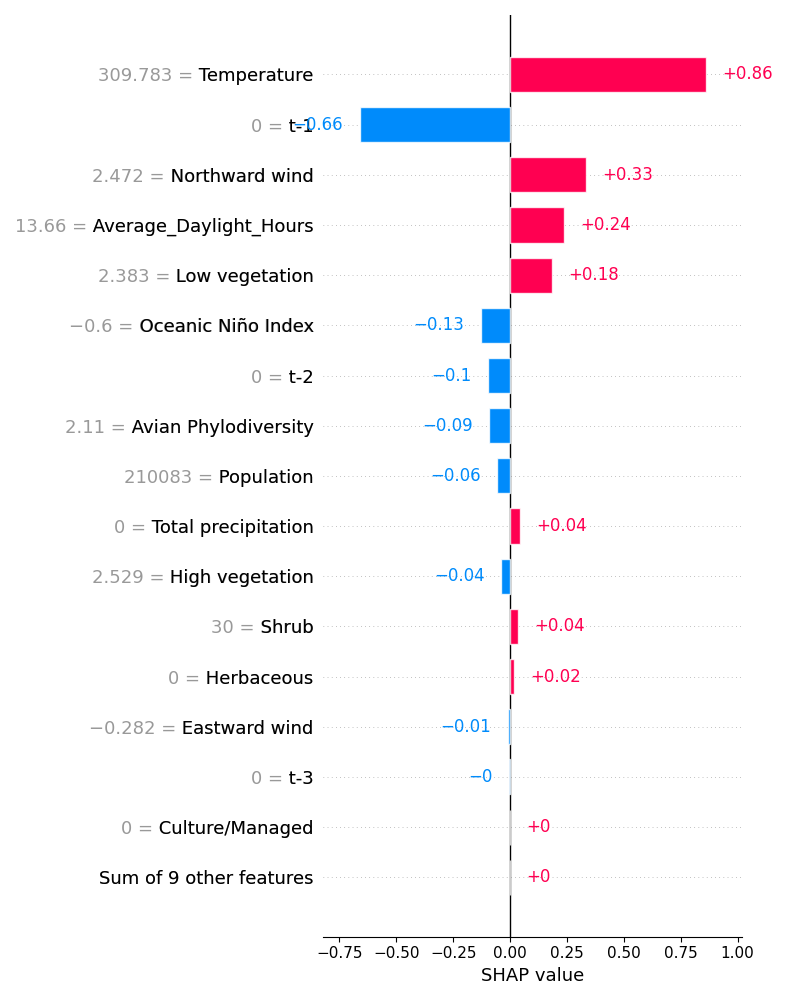 309.783 = Temperature +0.86
0 = t-1 −0.66
2.472 = Northward wind +0.33
13.66 = Average_Daylight_Hours +0.24
2.383 = Low vegetation +0.18
−0.6 = Oceanic Niño Index −0.13
0 = t-2 −0.1
2.11 = Avian Phylodiversity −0.09
210083 = Population −0.06
0 = Total precipitation +0.04
2.529 = High vegetation −0.04
30 = Shrub +0.04
0 = Herbaceous +0.02
−0.282 = Eastward wind −0.01
0 = t-3 −0
0 = Culture/Managed +0
Sum of 9 other features +0
−0.75 −0.50 −0.25 0.00 0.25 0.50 0.75 1.00
SHAP value